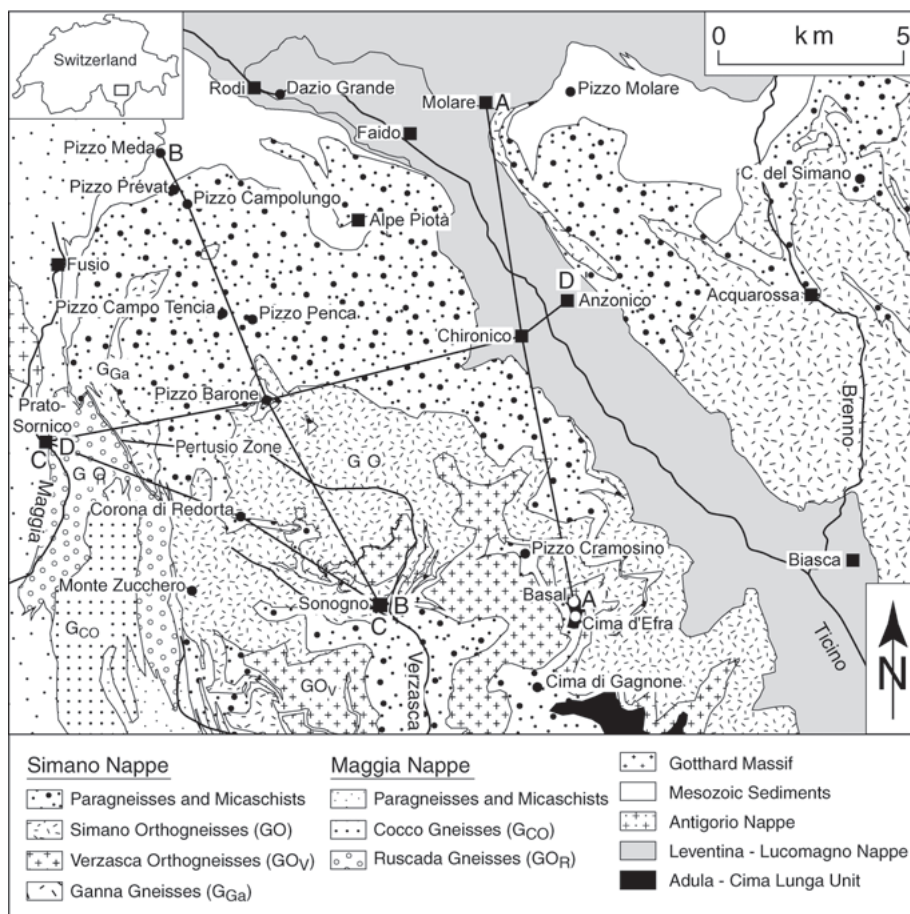 Switzerland
0 km 5
Rodi
Dazio Grande
Molare
A
Pizzo Molare
Faido
Pizzo Meda
B
Pizzo Prévat
Pizzo Campolungo
C. del Simano
Alpe Piotà
Fusio
D
Anzonico
Acquarossa
Pizzo Campo Tencia
Pizzo Penca
Chironico
GGa
Pizzo Barone
Brenno
Prato-
Sornico
C D
Pertusio Zone
G O
G OR
Maggia
Corona di Redorta
Pizzo Cramosino
Biasca
Monte Zucchero
Basal
A
Sonogno
B
C
Cima d'Efra
GCO
Ticino
Verzasca
N
GOV
Cima di Gagnone
Simano Nappe
Paragneisses and Micaschists
Simano Orthogneisses (GO)
Verzasca Orthogneisses (GOV)
Ganna Gneisses (GGa)
Maggia Nappe
Paragneisses and Micaschists
Cocco Gneisses (GCO)
Ruscada Gneisses (GOR)
Gotthard Massif
Mesozoic Sediments
Antigorio Nappe
Leventina - Lucomagno Nappe
Adula - Cima Lunga Unit